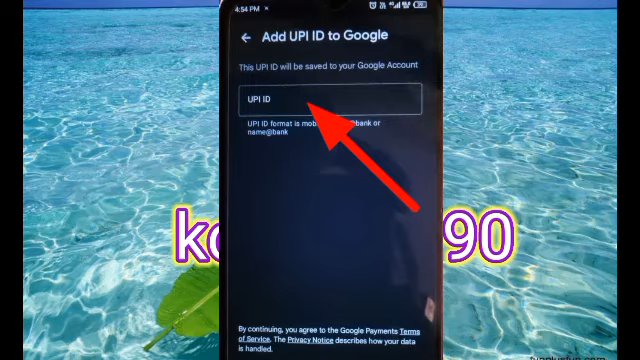 4:54 PM
Add UPI ID to Google
This UPI ID will be saved to your Google Account
UPI ID
UPI ID format is bank or
name@bank
90
By continuing, you agree to the Google Payments Terms
of Service. The Privacy Notice describes how your data
is handled.